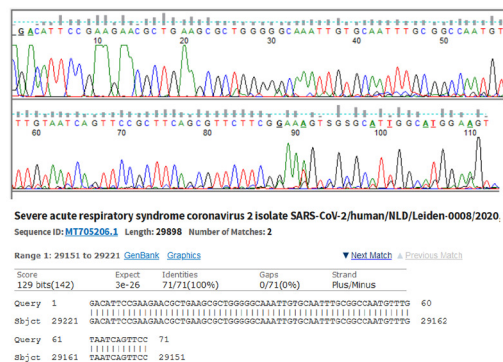 GACATTCCGAAGAACGCTGAAGCGCTGGGGGCAAATTGTGCAATTTGCGGCCAATGT
10 20 30 40 50
TTGTAATCAGTTCCGCTTCAGCGTTCTTCGGGAAGTSGSGCATTGGCATGGAAGT
60 70 80 90 100 110
Severe acute respiratory syndrome coronavirus 2 isolate SARS-CoV-2/human/NLD/Leiden-0008/2020,
Sequence ID: MT705206.1 Length: 29898 Number of Matches: 2
Range 1: 29151 to 29221 GenBank Graphics ▼ Next Match ▲ Previous Match
Score Expect Identities Gaps Strand
129 bits(142) 3e-26 71/71(100%) 0/71(0%) Plus/Minus
Query 1 GACATTCCGAAGAACGCTGAAGCGCTGGGGGCAAATTGTGCAATTTGCGGCCAATGTTTG 60
Sbjct 29221 GACATTCCGAAGAACGCTGAAGCGCTGGGGGCAAATTGTGCAATTTGCGGCCAATGTTTG 29162
Query 61 TAATCAGTTCC 71
Sbjct 29161 TAATCAGTTCC 29151